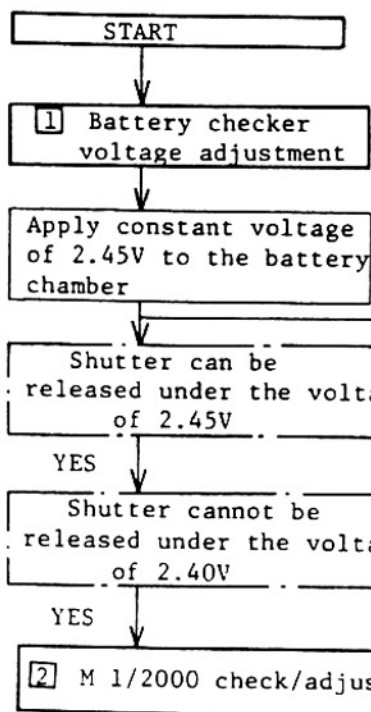 START
1 Battery checker
voltage adjustment
Apply constant voltage
of 2.45V to the battery
chamber
Shutter can be
released under the volta
of 2.45V
YES
Shutter cannot be
released under the volta
of 2.40V
YES
2 M 1/2000 check/adjus